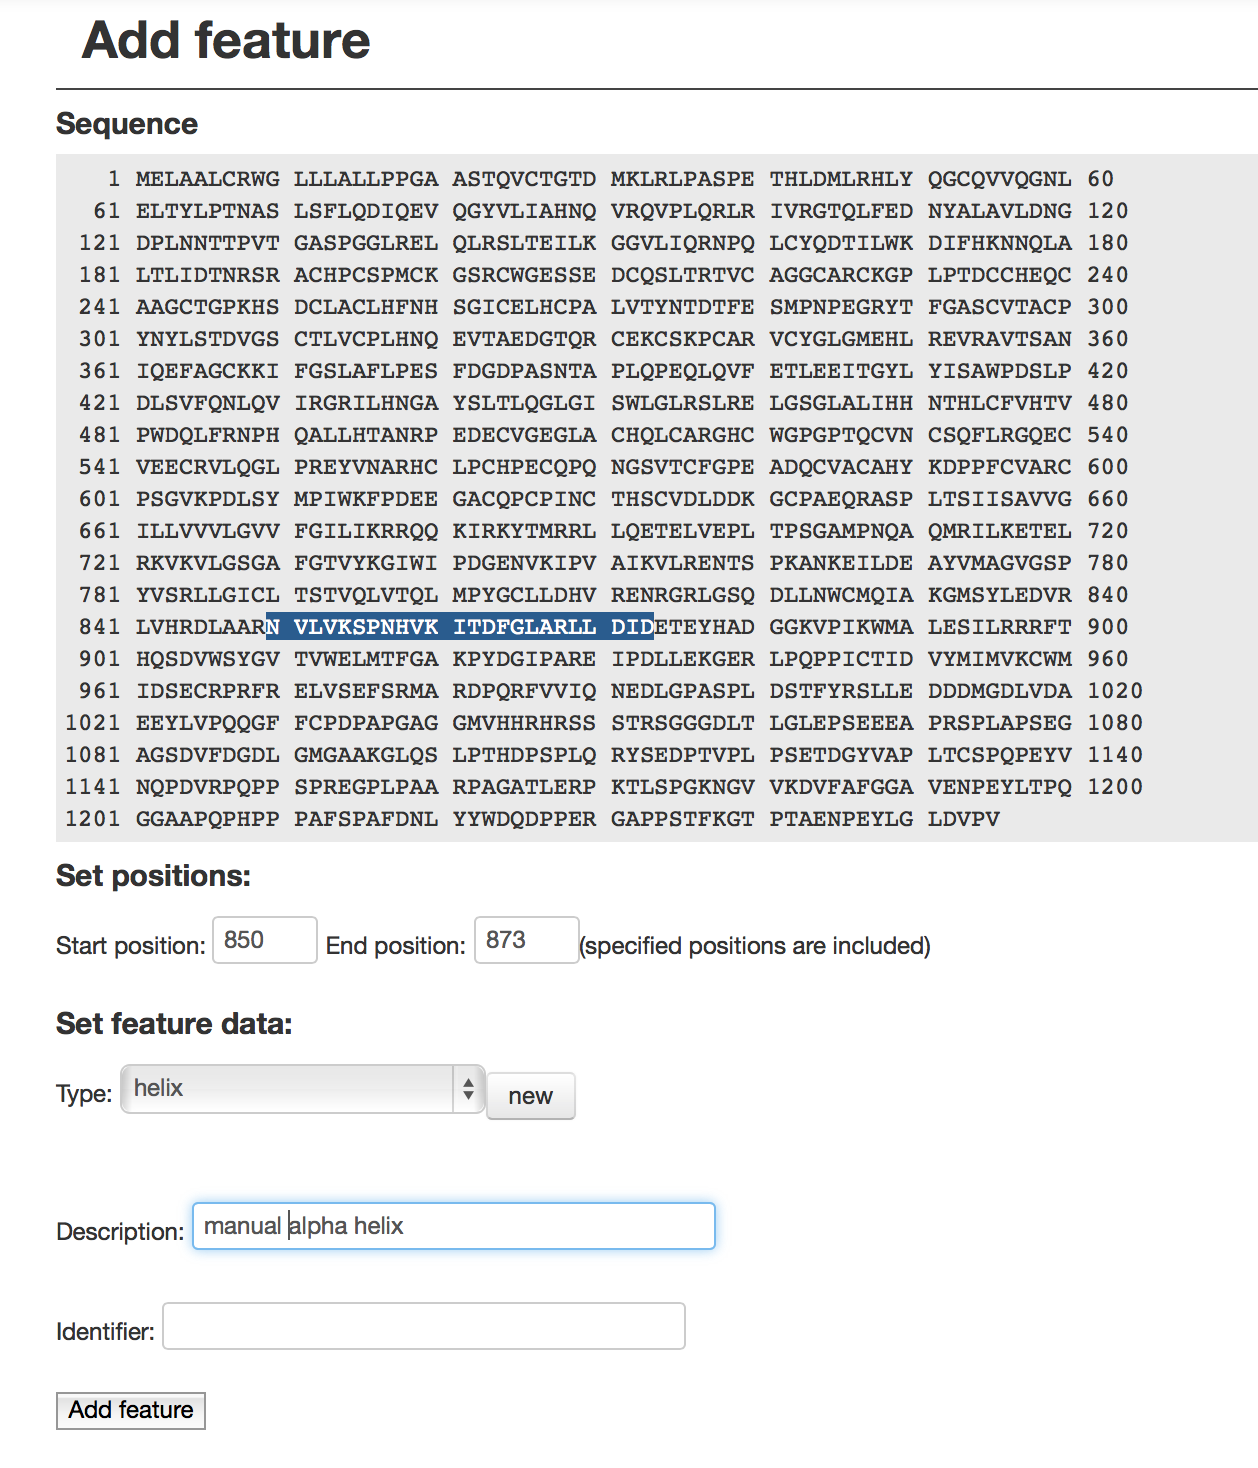 Add feature
Sequence
1 MELAALCRWG LLLALLPPGA ASTQVCTGTD MKLRLPASPE THLDMLRHLY QGCQVVQGNL 60
61 ELTYLPTNAS LSFLQDIQEV QGYVLIAHNQ VRQVPLQRLR IVRGTQLFED NYALAVLDNG 120
121 DPLNNTTPVT GASPGGLREL QLRSLTEILK GGVLIQRNPQ LCYQDTILWK DIFHKNNQLA 180
181 LTLIDTNRSR ACHPCSPMCK GSRCWGESSE DCQSLTRTVC AGGCARCKGP LPTDCCHEQC 240
241 AAGCTGPKHS DCLACLHFNH SGICELHCPA LVTYNTDTFE SMPNPEGRYT FGASCVTACP 300
301 YNYLSTDVGS CTLVCPLHNQ EVTAEDGTQR CEKCSKPCAR VCYGLGMEHL REVRAVTSAN 360
361 IQEFAGCKKI FGSLAFLPES FDGDPASNTA PLQPEQLQVF ETLEEITGYL YISAWPDSLP 420
421 DLSVFQNLQV IRGRILHNGA YSLTLQGLGI SWLGLRSLRE LGSGLALIHH NTHLCFVHTV 480
481 PWDQLFRNPH QALLHTANRP EDECVGEGLA CHQLCARGHC WGPGPTQCVN CSQFLRGQEC 540
541 VEECRVLQGL PREYVNARHC LPCHPECQPQ NGSVTCFGPE ADQCVACAHY KDPPFCVARC 600
601 PSGVKPDLSY MPIWKFPDEE GACQPCPINC THSCVDLDDK GCPAEQRASP LTSIISAVVG 660
661 ILLVVVLGVV FGILIKRRQQ KIRKYTMRRL LQETELVEPL TPSGAMPNQA QMRILKETEL 720
721 RKVKVLGSGA FGTVYKGIWI PDGENVKIPV AIKVLRENTS PKANKEILDE AYVMAGVGSP 780
781 YVSRLLGICL TSTVQLVTQL MPYGCLLDHV RENRGRLGSQ DLLNWCMQIA KGMSYLEDVR 840
841 LVHRDLAARN VLVKSPNHVK ITDFGLARLL DIDETEYHAD GGKVPIKWMA LESILRRRFT 900
901 HQSDVWSYGV TVWELMTFGA KPYDGIPARE IPDLLEKGER LPQPPICTID VYMIMVKCWM 960
961 IDSECRPRFR ELVSEFSRMA RDPQRFVVIQ NEDLGPASPL DSTFYRSLLE DDDMGDLVDA 1020
1021 EEYLVPQQGF FCPDPAPGAG GMVHHRHRSS STRSGGGDLT LGLEPSEEEA PRSPLAPSEG 1080
1081 AGSDVFDGDL GMGAAKGLQS LPTHDPSPLQ RYSEDPTVPL PSETDGYVAP LTCSPQPEYV 1140
1141 NQPDVRPQPP SPREGPLPAA RPAGATLERP KTLSPGKNGV VKDVFAFGGA VENPEYLTPQ 1200
1201 GGAAPQPHPP PAFSPAFDNL YYWDQDPPER GAPPSTFKGT PTAENPEYLG LDVPV
Set positions:
Start position: 850 End position: 873 (specified positions are included)
Set feature data:
Type: helix new
Description: manual alpha helix
Identifier:
Add feature